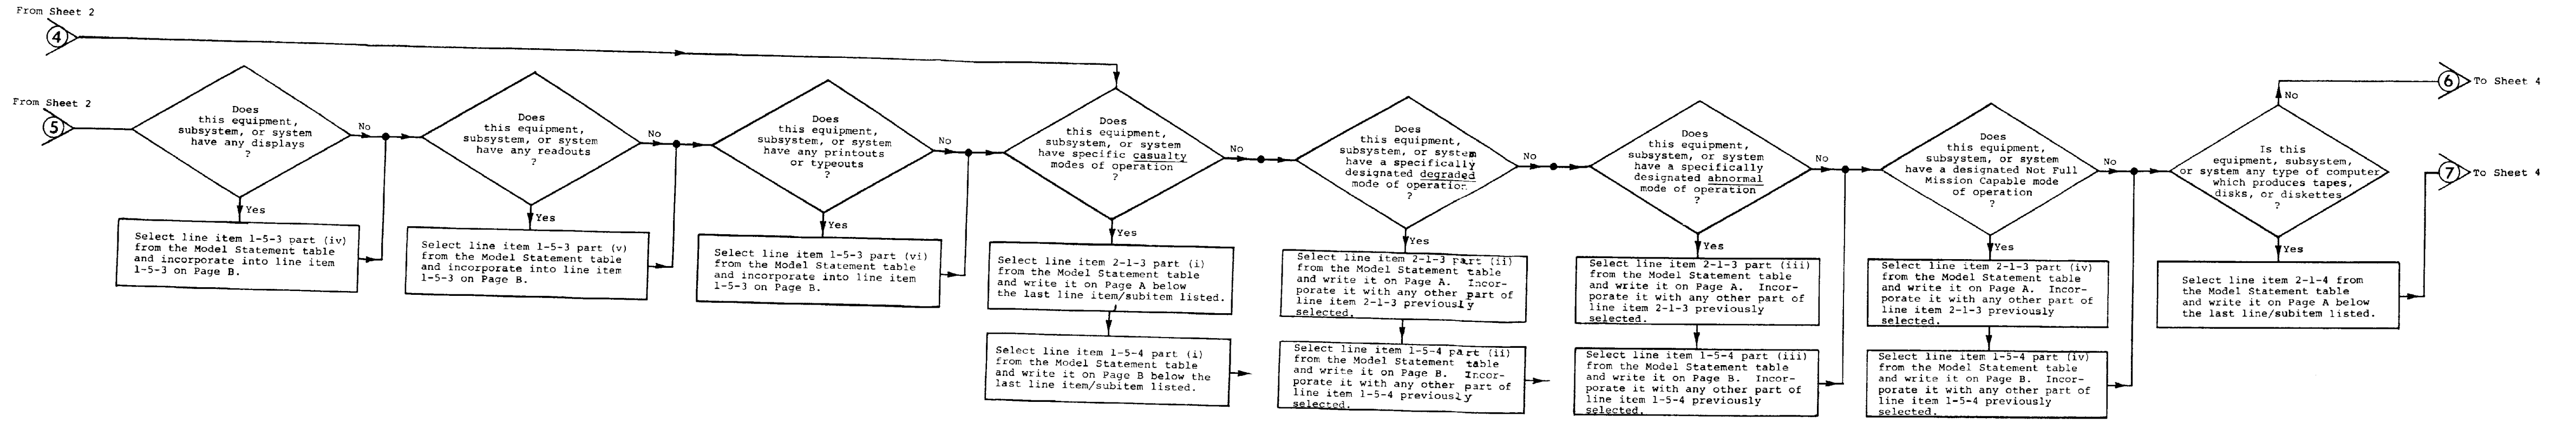 From Sheet 2
4
From Sheet 2
5
Does
this equipment,
subsystem, or system
have any displays
?
No
Yes
Select line item 1-5-3 part (iv)
from the Model Statement table
and incorporate into line item
1-5-3 on Page B.
Does
this equipment,
subsystem, or system
have any readouts
?
No
Yes
Select line item 1-5-3 part (v)
from the Model Statement table
and incorporate into line item
1-5-3 on Page B.
Does
this equipment,
subsystem, or system
have any printouts
or typeouts
?
No
Yes
Select line item 1-5-3 part (vi)
from the Model Statement table
and incorporate into line item
1-5-3 on Page B.
Does
this equipment,
subsystem, or system
have specific casualty
modes of operation
?
No
Yes
Select line item 2-1-3 part (i)
from the Model Statement table
and write it on Page A below
the last line item/subitem listed.
Select line item 1-5-4 part (i)
from the Model Statement table
and write it on Page B below the
last line item/subitem listed.
Does
this equipment,
subsystem, or system
have a specifically
designated degraded
mode of operation
?
No
Yes
Select line item 2-1-3 part (ii)
from the Model Statement table
and write it on Page A. Incor-
porate it with any other part of
line item 2-1-3 previously
selected.
Select line item 1-5-4 part (ii)
from the Model Statement table
and write it on Page B. Incor-
porate it with any other part of
line item 1-5-4 previously
selected.
Does
this equipment,
subsystem, or system
have a specifically
designated abnormal
mode of operation
?
No
Yes
Select line item 2-1-3 part (iii)
from the Model Statement table
and write it on Page A. Incor-
porate it with any other part of
line item 2-1-3 previously
selected.
Select line item 1-5-4 part (iii)
from the Model Statement table
and write it on Page B. Incor-
porate it with any other part of
line item 1-5-4 previously
selected.
Does
this equipment,
subsystem, or system
have a designated Not Full
Mission Capable mode
of operation
?
No
Yes
Select line item 2-1-3 part (iv)
from the Model Statement table
and write it on Page A. Incor-
porate it with any other part of
line item 2-1-3 previously
selected.
Select line item 1-5-4 part (iv)
from the Model Statement table
and write it on Page B. Incor-
porate it with any other part of
line item 1-5-4 previously
selected.
Is this
equipment, subsystem,
or system any type of computer
which produces tapes,
disks, or diskettes
?
No
Yes
Select line item 2-1-4 from
the Model Statement table
and write it on Page A below
the last line/subitem listed.
6
To Sheet 4
7
To Sheet 4